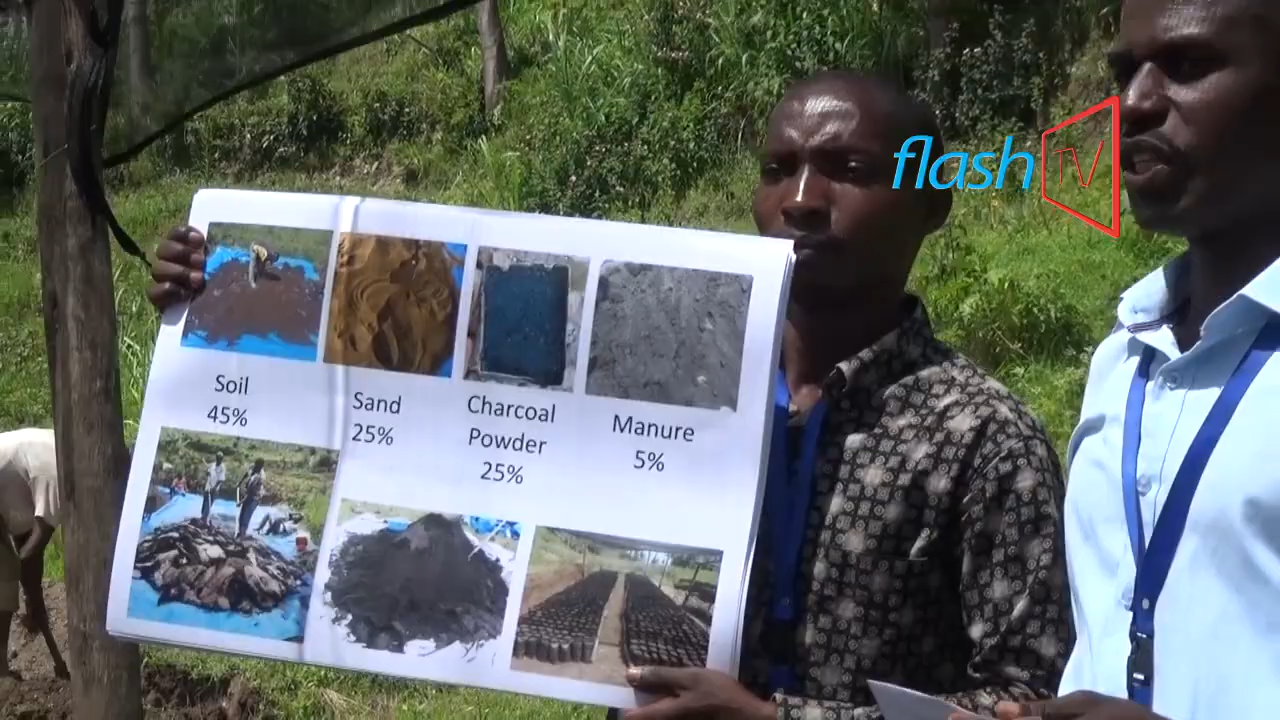 flash TV
Soil
45%
Sand
25%
Charcoal
Powder
25%
Manure
5%